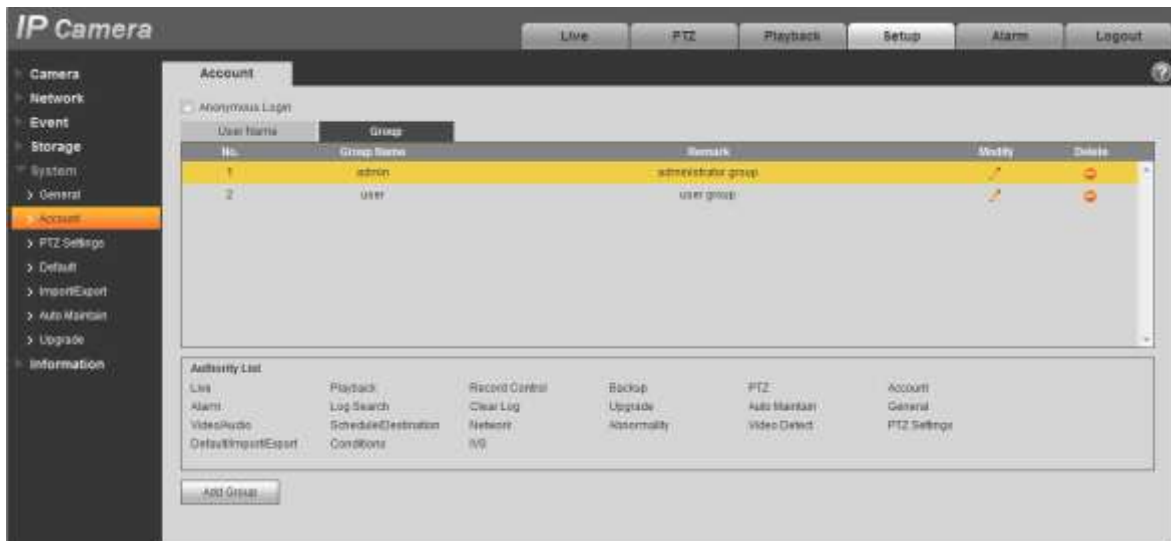 IP Camera
Live PTZ Playback Setup Alarm Logout
Camera
Network
Event
Storage
System
General
Account
PTZ Settings
Default
Import/Export
Auto Maintain
Upgrade
Information
Account
Anonymous Login
User Name Group
No. Group Name Remark Modify Delete
1 admin administrator group
2 user user group
Authority List
Live Playback Record Control Backup PTZ Account
Alarm Log Search Clear Log Upgrade Auto Maintain General
Video/Audio Schedule/Destination Network Abnormality Video Detect PTZ Settings
Default/Import/Export Conditions IVS
Add Group